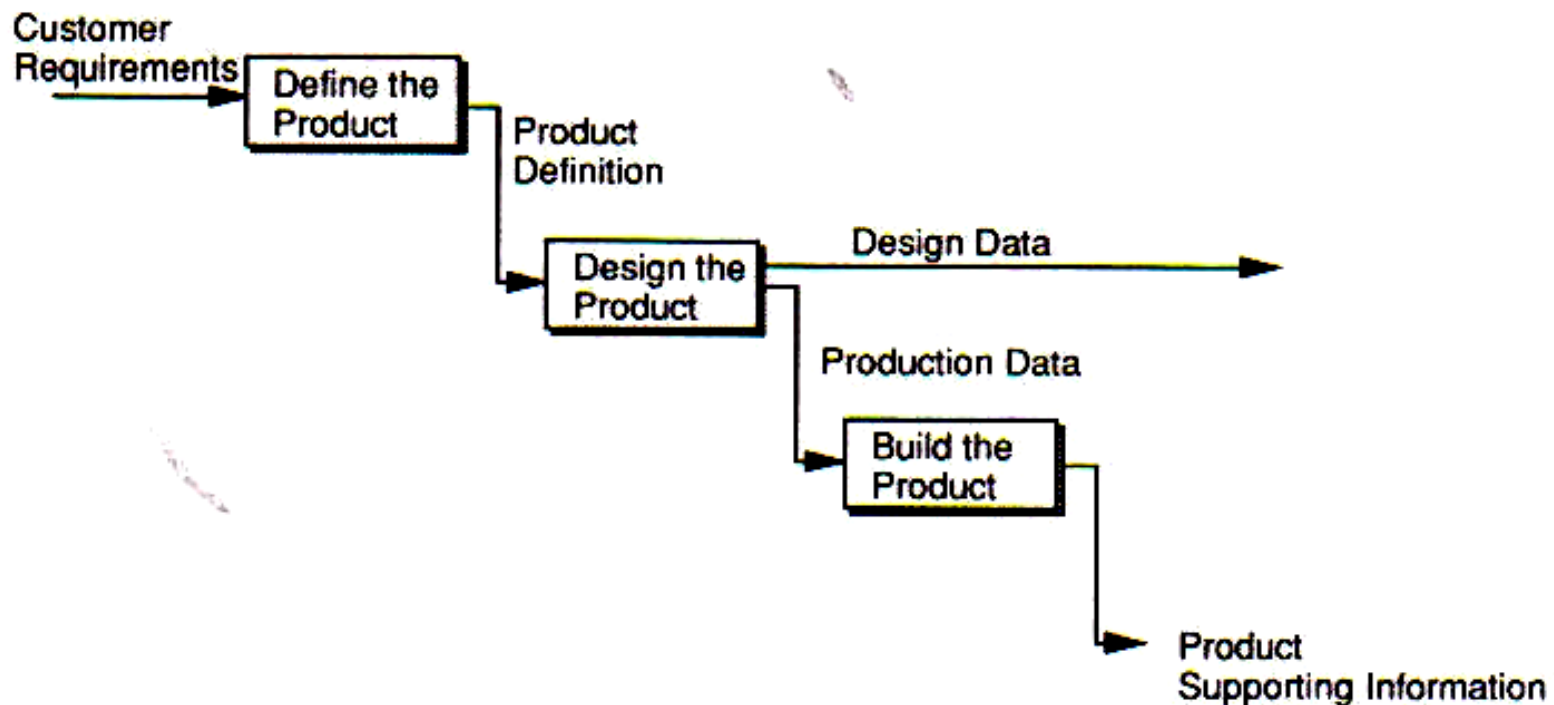 Customer
Requirements
Define the
Product
Product
Definition
Design the
Product
Design Data
Production Data
Build the
Product
Product
Supporting Information